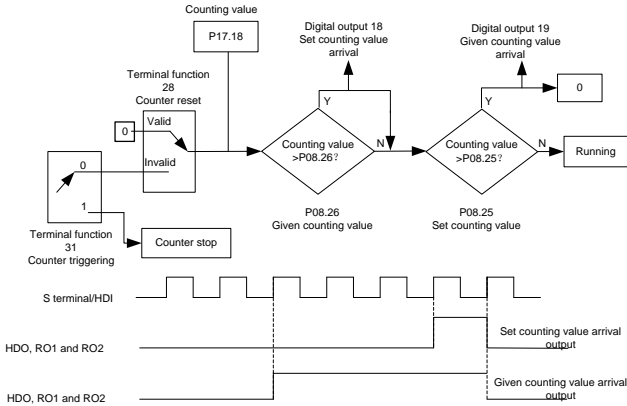 Counting value
P17.18
Digital output 18
Set counting value
arrival
Digital output 19
Given counting value
arrival
Terminal function
28
Counter reset
Valid
0
Invalid
0
1
Terminal function
31
Counter triggering
Counter stop
Y
Counting value
>P08.26?
N
P08.26
Given counting value
Y
0
Counting value
>P08.25?
N
Running
P08.25
Set counting value
S terminal/HDI
HDO, RO1 and RO2
Set counting value arrival
output
HDO, RO1 and RO2
Given counting value arrival
output